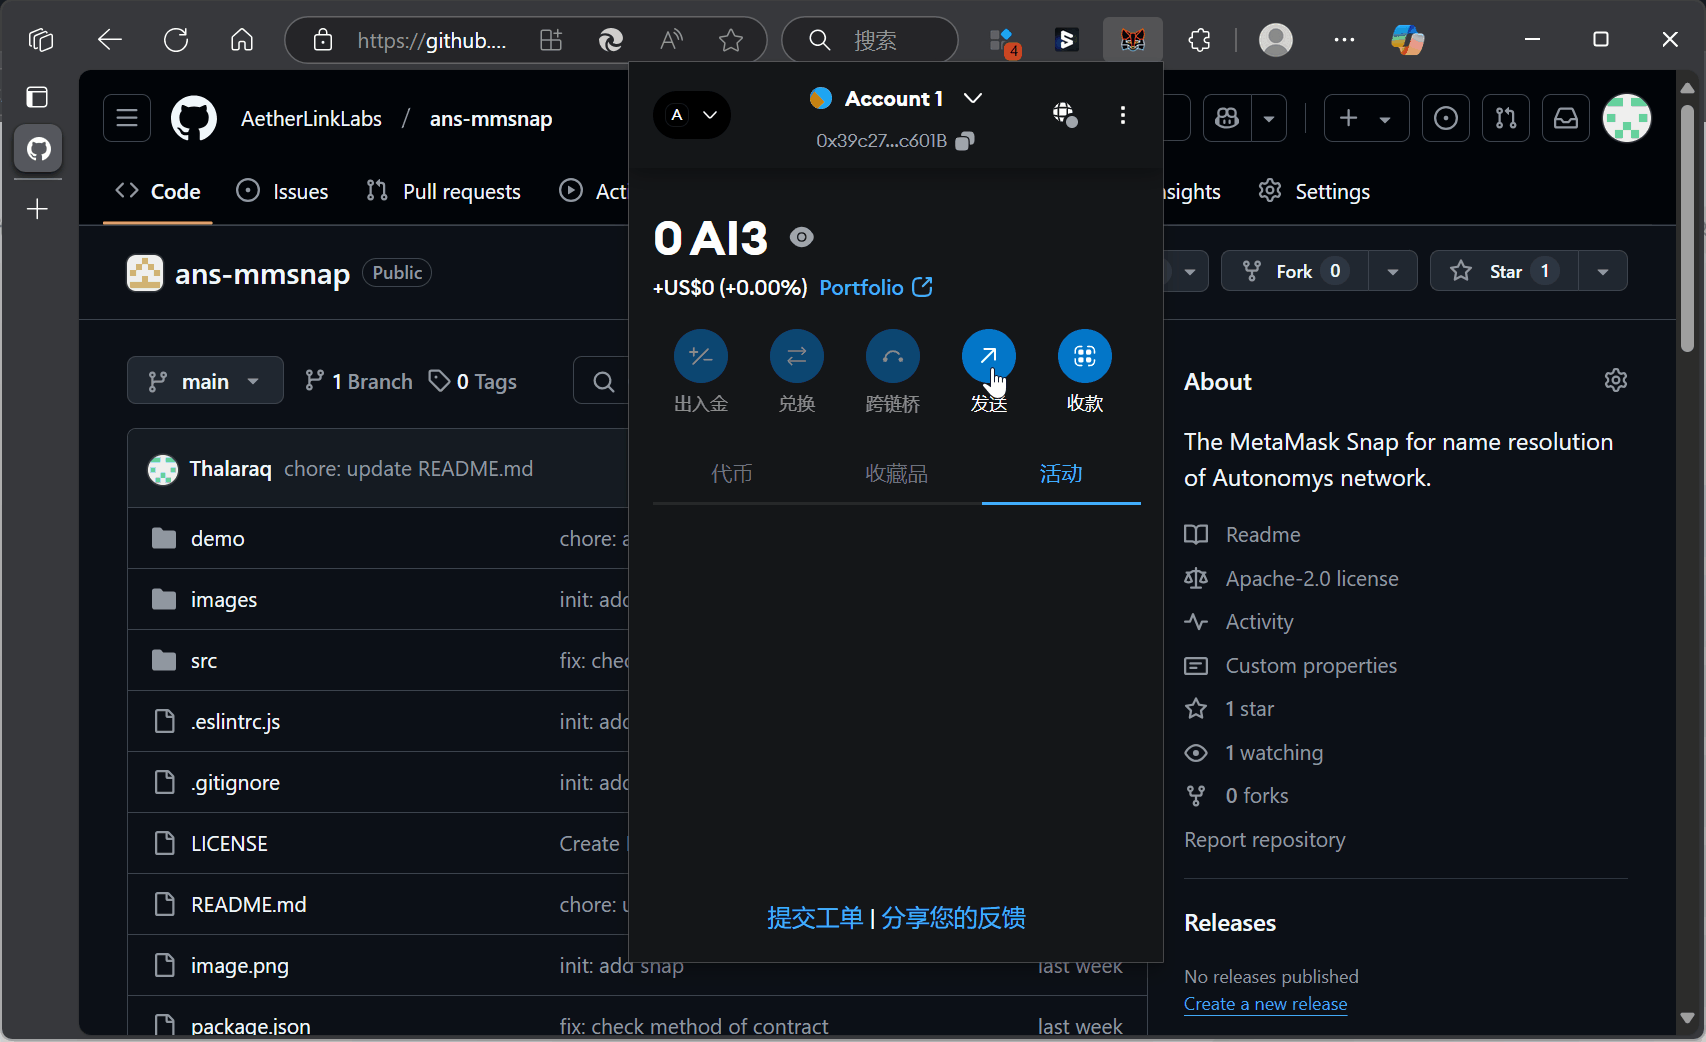 https://github....
搜索
4
S
AetherLinkLabs / ans-mmsnap
A
Account 1
0x39c27...c601B
Code
Issues
Pull requests
Act
sights
Settings
ans-mmsnap
Public
Fork 0
Star 1
0 AI3
+US$0 (+0.00%) Portfolio
出入金
兑换
跨链桥
发送
收款
代币
收藏品
活动
提交工单 | 分享您的反馈
main
1 Branch
0 Tags
Thalaraq chore: update README.md
demo chore: a
images init: add
src fix: chec
.eslintrc.js init: add
.gitignore init: add
LICENSE Create
README.md chore: u
image.png init: add snap last week
package.json fix: check method of contract last week
About
The MetaMask Snap for name resolution
of Autonomys network.
Readme
Apache-2.0 license
Activity
Custom properties
1 star
1 watching
0 forks
Report repository
Releases
No releases published
Create a new release